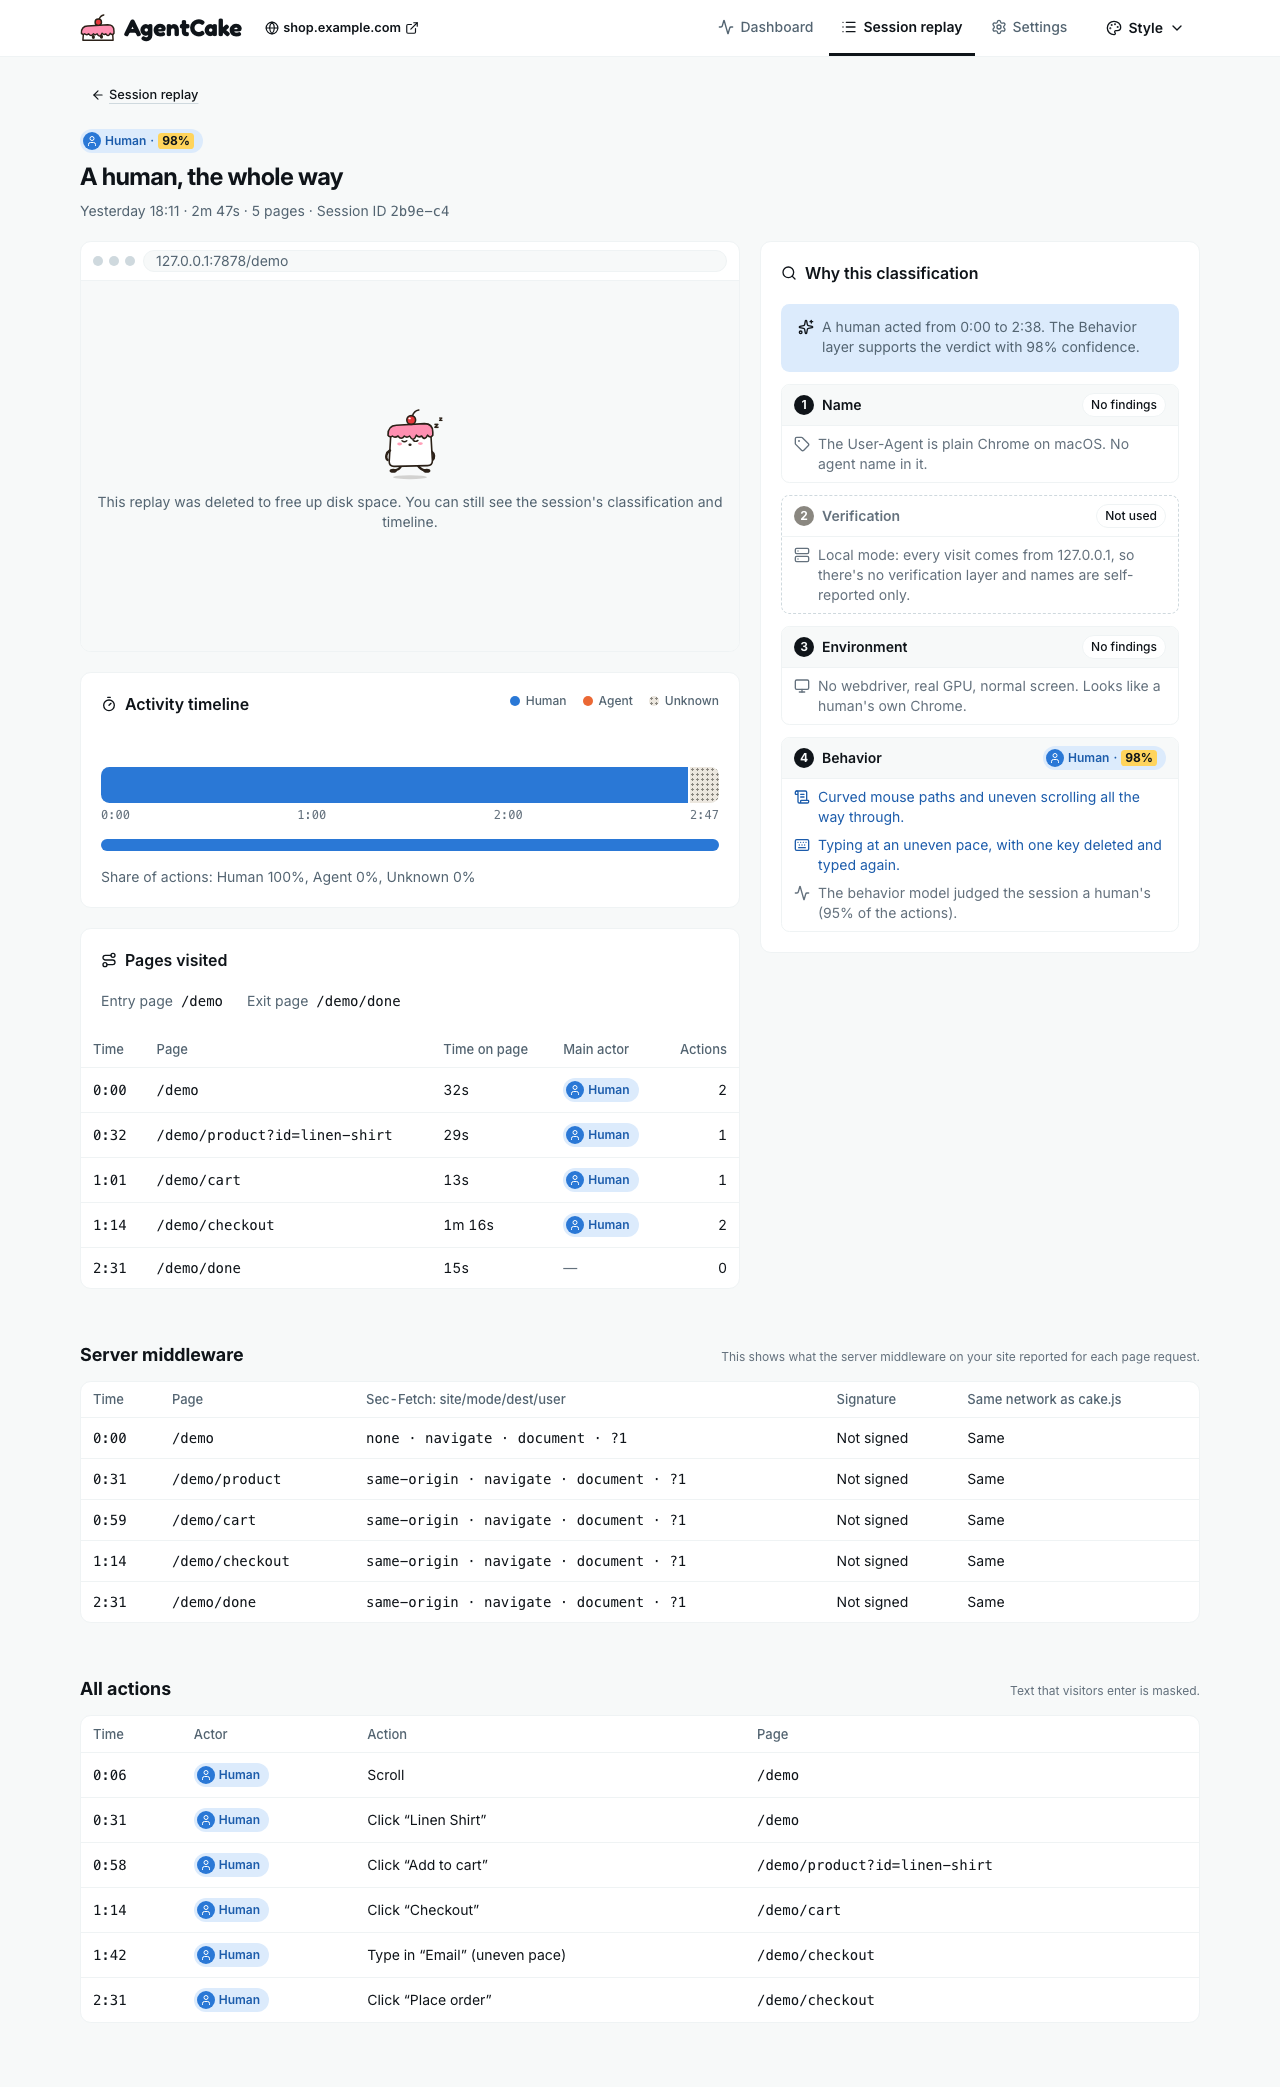 AgentCake
shop.example.com
Dashboard
Session replay
Settings
Style
Session replay
Human · 98%
A human, the whole way
Yesterday 18:11 · 2m 47s · 5 pages · Session ID 2b9e-c4
127.0.0.1:7878/demo
This replay was deleted to free up disk space. You can still see the session's classification and
timeline.
Activity timeline
Human
Agent
Unknown
0:00 1:00 2:00 2:47
Share of actions: Human 100%, Agent 0%, Unknown 0%
Pages visited
Entry page /demo Exit page /demo/done
Time Page Time on page Main actor Actions
0:00 /demo 32s Human 2
0:32 /demo/product?id=linen-shirt 29s Human 1
1:01 /demo/cart 13s Human 1
1:14 /demo/checkout 1m 16s Human 2
2:31 /demo/done 15s — 0
Why this classification
A human acted from 0:00 to 2:38. The Behavior
layer supports the verdict with 98% confidence.
1 Name No findings
The User-Agent is plain Chrome on macOS. No
agent name in it.
2 Verification Not used
Local mode: every visit comes from 127.0.0.1, so
there's no verification layer and names are self-
reported only.
3 Environment No findings
No webdriver, real GPU, normal screen. Looks like a
human's own Chrome.
4 Behavior Human · 98%
Curved mouse paths and uneven scrolling all the
way through.
Typing at an uneven pace, with one key deleted and
typed again.
The behavior model judged the session a human's
(95% of the actions).
Server middleware
This shows what the server middleware on your site reported for each page request.
Time Page Sec-Fetch: site/mode/dest/user Signature Same network as cake.js
0:00 /demo none · navigate · document · ?1 Not signed Same
0:31 /demo/product same-origin · navigate · document · ?1 Not signed Same
0:59 /demo/cart same-origin · navigate · document · ?1 Not signed Same
1:14 /demo/checkout same-origin · navigate · document · ?1 Not signed Same
2:31 /demo/done same-origin · navigate · document · ?1 Not signed Same
All actions
Text that visitors enter is masked.
Time Actor Action Page
0:06 Human Scroll /demo
0:31 Human Click “Linen Shirt” /demo
0:58 Human Click “Add to cart” /demo/product?id=linen-shirt
1:14 Human Click “Checkout” /demo/cart
1:42 Human Type in “Email” (uneven pace) /demo/checkout
2:31 Human Click “Place order” /demo/checkout